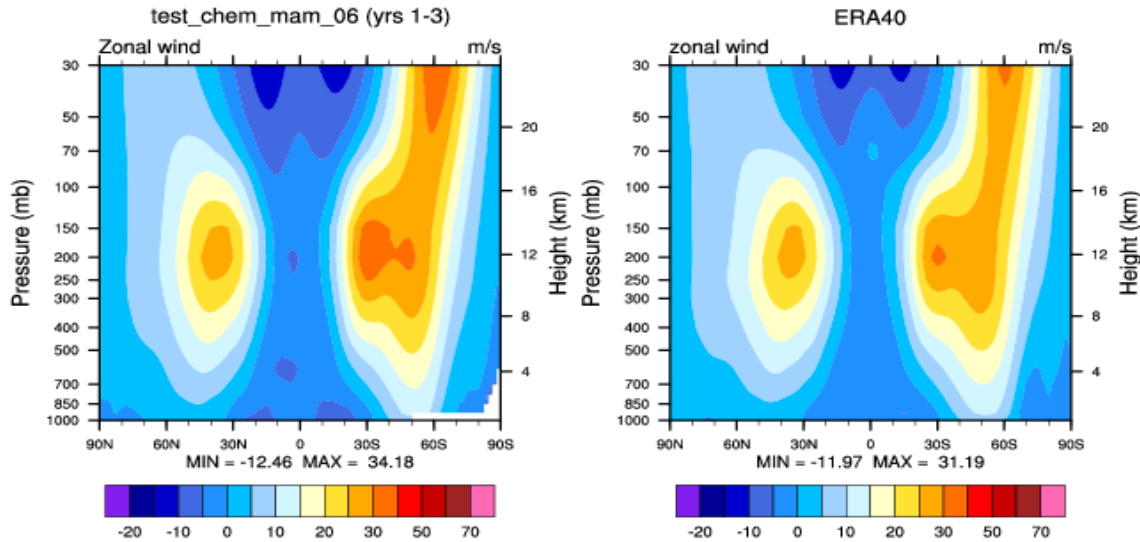 test_chem_mam_06 (yrs 1-3)
Zonal wind m/s
Pressure (mb)
30
50
70
100
150
200
250
300
400
500
700
850
1000
20
16
12
8
4
Height (km)
90N 60N 30N 0 30S 60S 90S
MIN = -12.46 MAX = 34.18
-20 -10 0 10 20 30 70
ERA40
zonal wind m/s
Pressure (mb)
30
50
70
100
150
200
250
300
400
500
700
850
1000
20
16
12
8
4
Height (km)
90N 60N 30N 0 30S 60S 90S
MIN = -11.97 MAX = 31.19
-20 -10 0 10 20 30 70